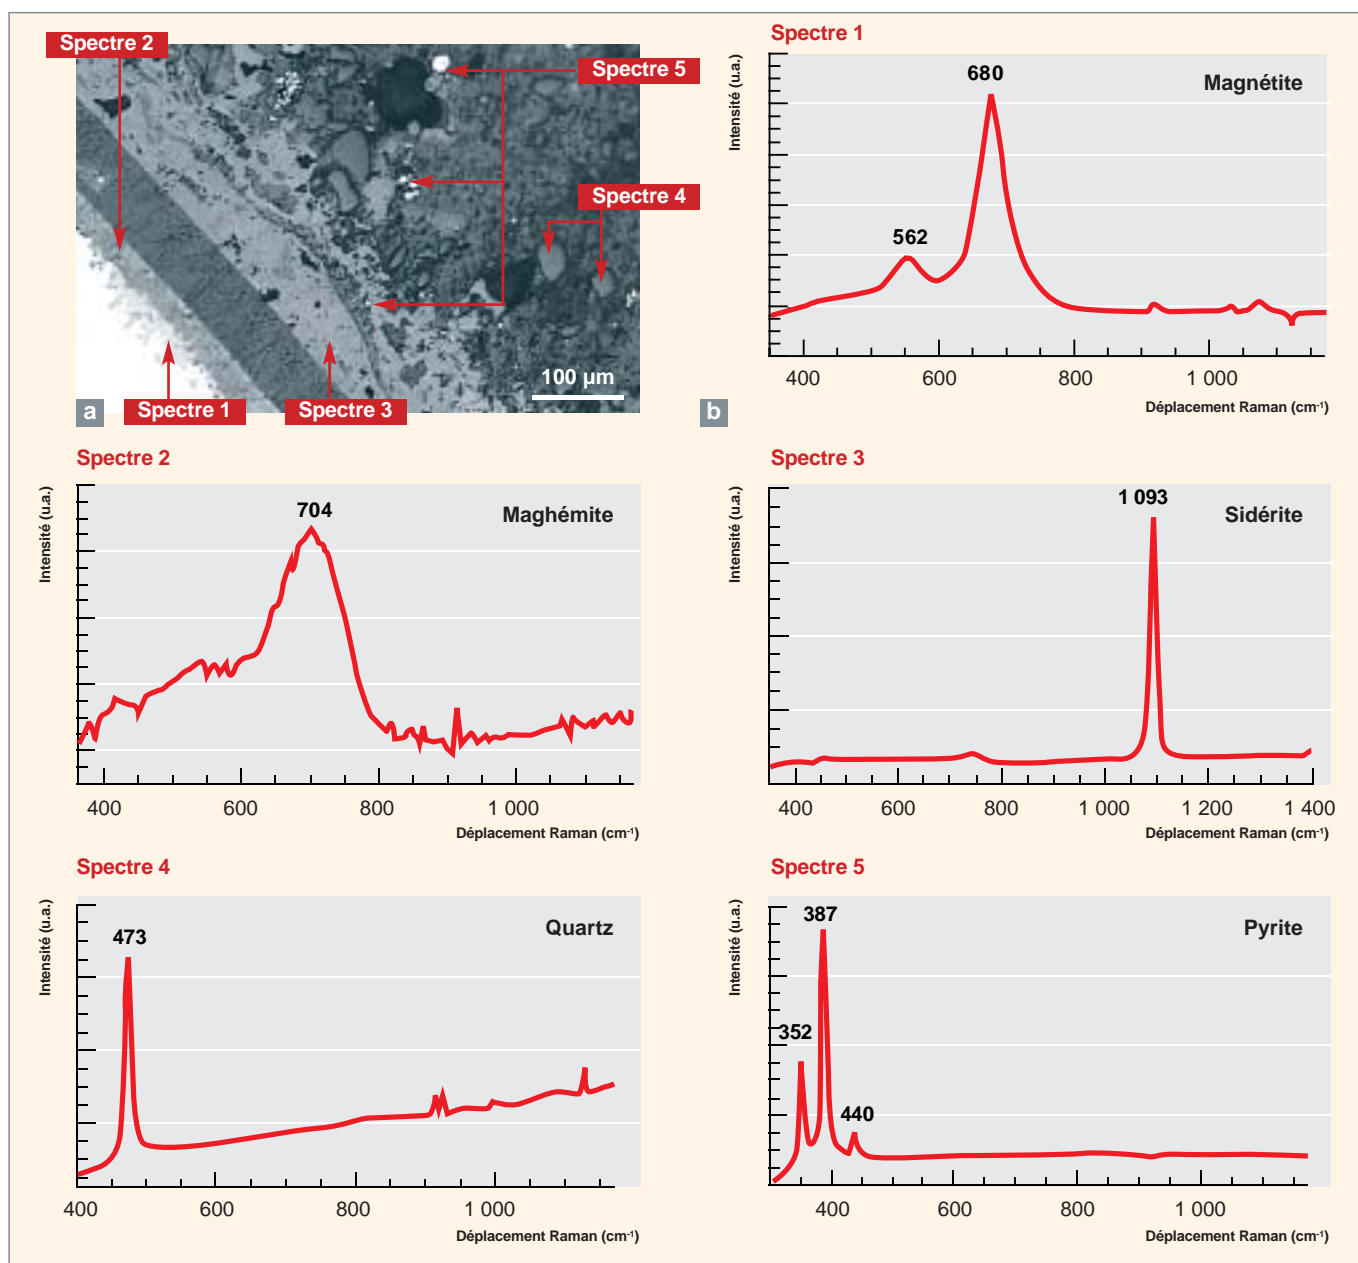 Spectre 2
Spectre 5
Spectre 4
100 µm
a
Spectre 1
Spectre 3
b
Spectre 1
Intensité (u.a.)
680
562
Magnétite
400 600 800 1 000
Déplacement Raman (cm⁻¹)
Spectre 2
Intensité (u.a.)
704
Maghémite
400 600 800 1 000
Déplacement Raman (cm⁻¹)
Spectre 3
Intensité (u.a.)
1 093
Sidérite
400 600 800 1 000 1 200 1 400
Déplacement Raman (cm⁻¹)
Spectre 4
Intensité (u.a.)
473
Quartz
400 600 800 1 000
Déplacement Raman (cm⁻¹)
Spectre 5
Intensité (u.a.)
387
352
440
Pyrite
400 600 800 1 000
Déplacement Raman (cm⁻¹)